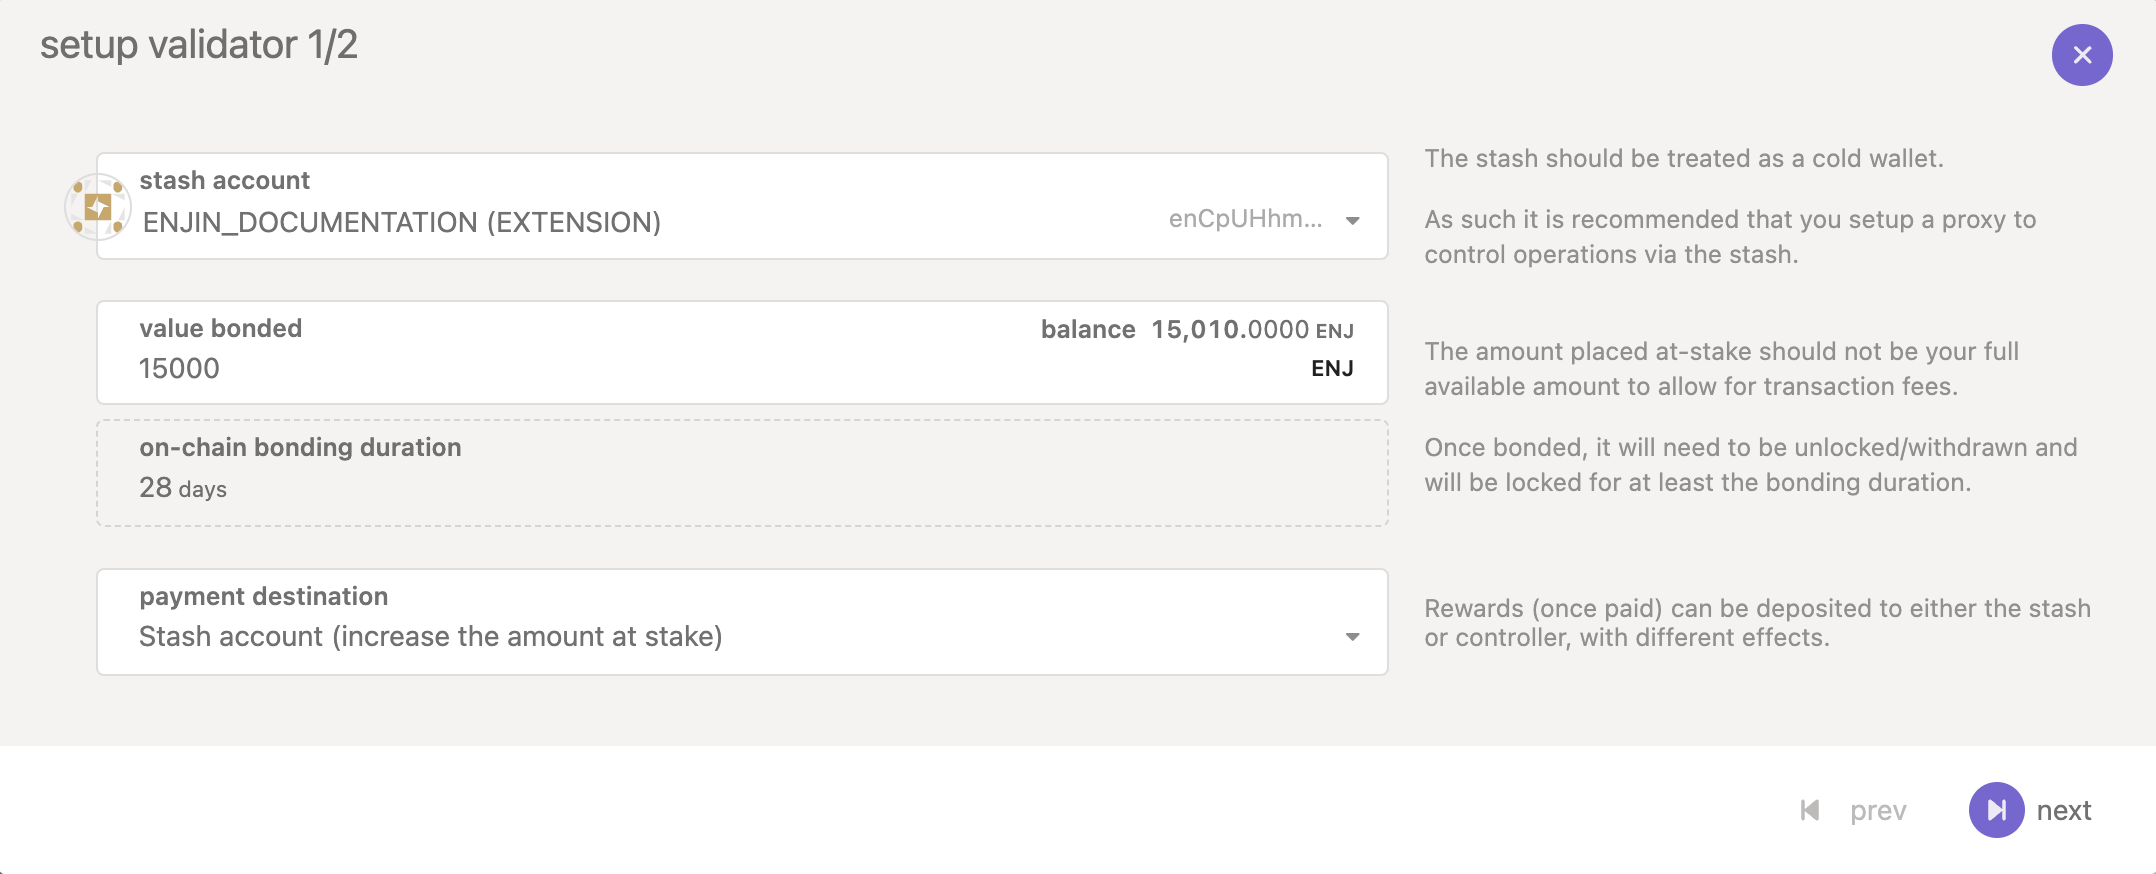 setup validator 1/2
stash account
ENJIN_DOCUMENTATION (EXTENSION)
enCpUHhm...
The stash should be treated as a cold wallet.
As such it is recommended that you setup a proxy to
control operations via the stash.
value bonded
15000
balance 15,010.0000 ENJ
ENJ
The amount placed at-stake should not be your full
available amount to allow for transaction fees.
on-chain bonding duration
28 days
Once bonded, it will need to be unlocked/withdrawn and
will be locked for at least the bonding duration.
payment destination
Stash account (increase the amount at stake)
Rewards (once paid) can be deposited to either the stash
or controller, with different effects.
prev
next